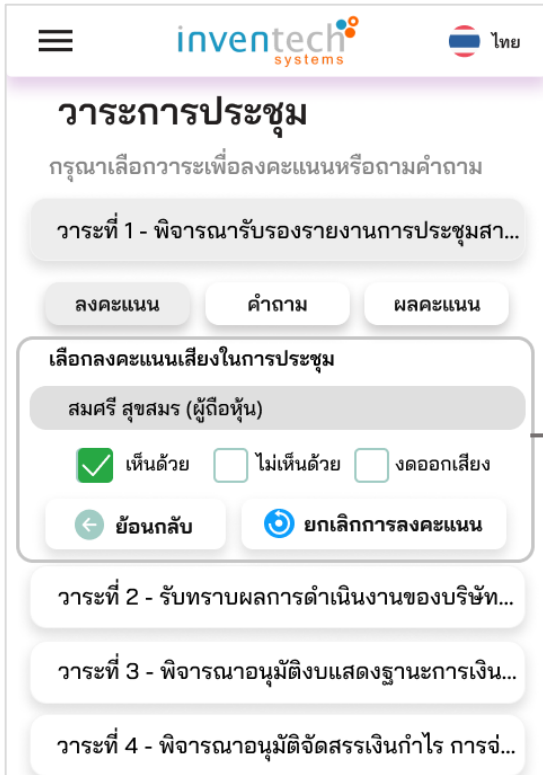 inventech
systems
ไทย
วาระการประชุม
กรุณาเลือกวาระเพื่อลงคะแนนหรือถามคำถาม
วาระที่ 1 - พิจารณารับรองรายงานการประชุมสา...
ลงคะแนน คำถาม ผลคะแนน
เลือกลงคะแนนเสียงในการประชุม
สมศรี สุขสมร (ผู้ถือหุ้น)
เห็นด้วย ไม่เห็นด้วย งดออกเสียง
ย้อนกลับ ยกเลิกการลงคะแนน
วาระที่ 2 - รับทราบผลการดำเนินงานของบริษัท...
วาระที่ 3 - พิจารณาอนุมัติงบแสดงฐานะการเงิน...
วาระที่ 4 - พิจารณาอนุมัติจัดสรรเงินกำไร การจ่...